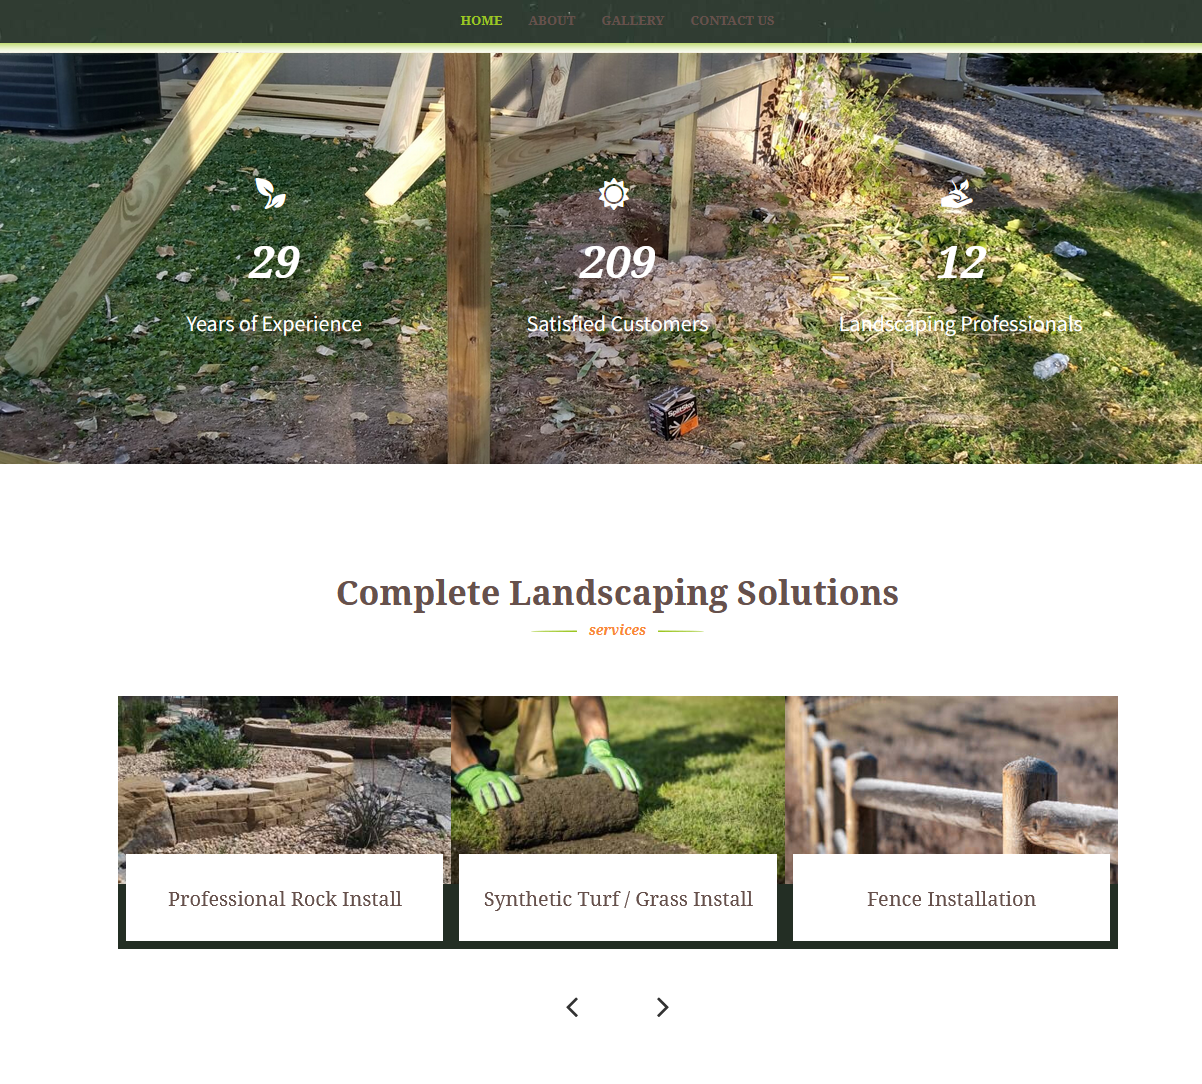 HOME ABOUT GALLERY CONTACT US
29 209 12
Years of Experience Satisfied Customers Landscaping Professionals
Complete Landscaping Solutions
services
Professional Rock Install Synthetic Turf / Grass Install Fence Installation